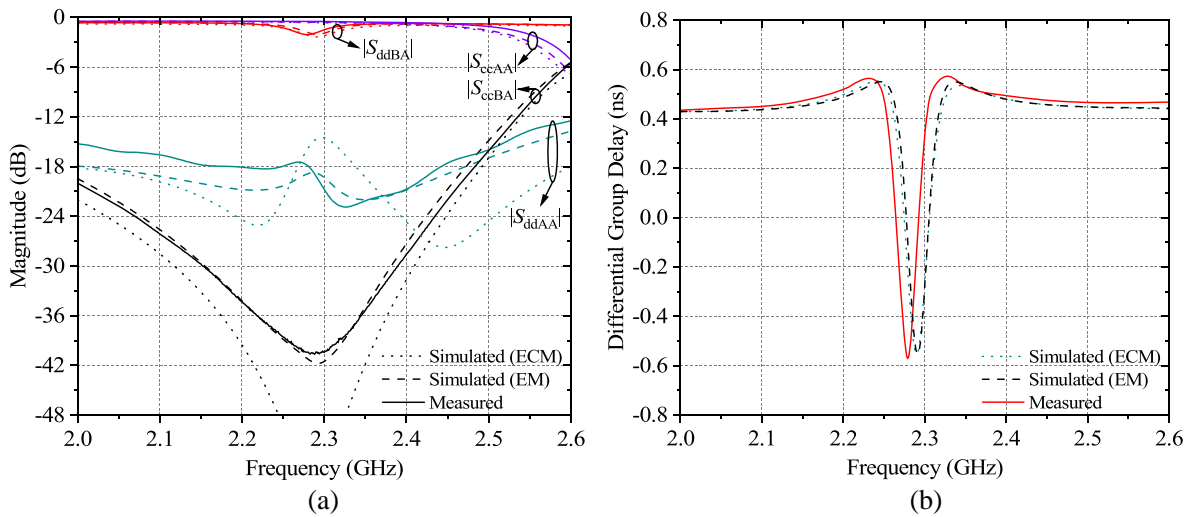 0
-6
-12
-18
-24
-30
-36
-42
-48
Magnitude (dB)
|SddBA|
|SccAA|
|SccBA|
|SddAA|
Simulated (ECM)
Simulated (EM)
Measured
2.0 2.1 2.2 2.3 2.4 2.5 2.6
Frequency (GHz)
(a)
0.8
0.6
0.4
0.2
0.0
-0.2
-0.4
-0.6
-0.8
Differential Group Delay (ns)
Simulated (ECM)
Simulated (EM)
Measured
2.0 2.1 2.2 2.3 2.4 2.5 2.6
Frequency (GHz)
(b)